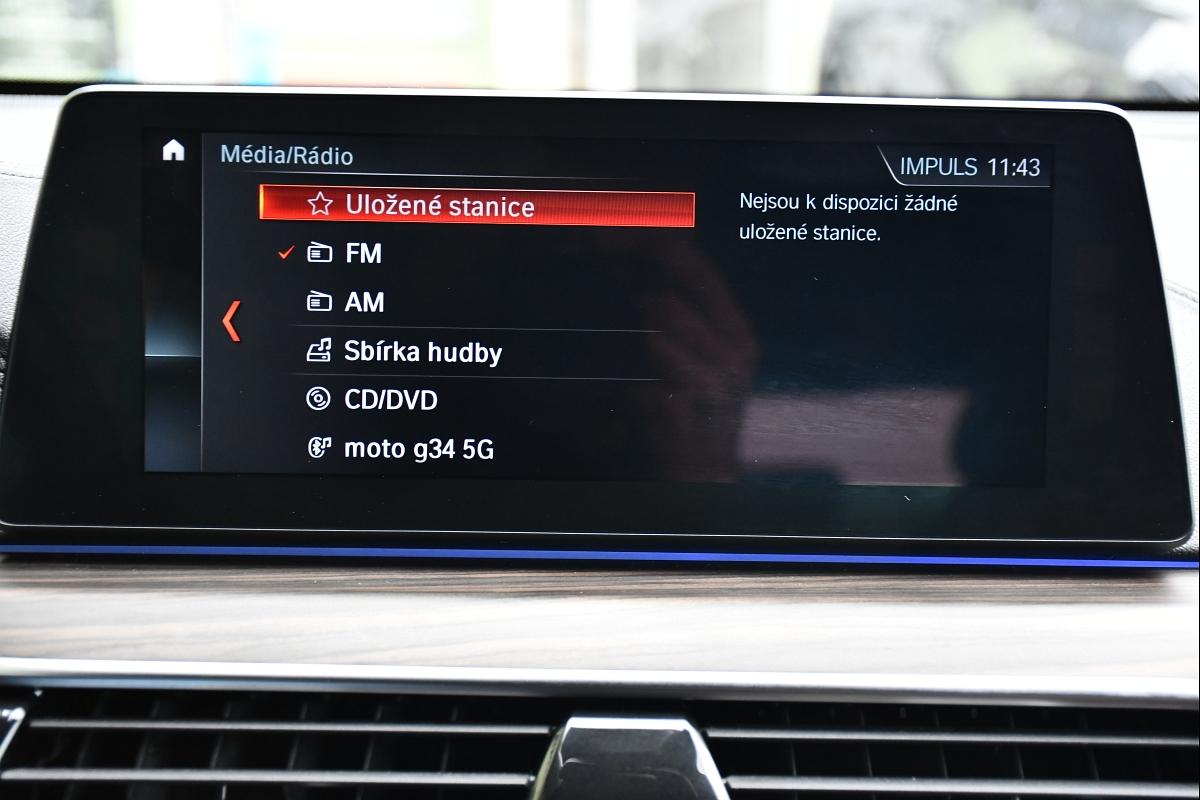 Média/Rádio
IMPULS 11:43
Uložené stanice
FM
AM
Sbírka hudby
CD/DVD
moto g34 5G
Nejsou k dispozici žádné
uložené stanice.